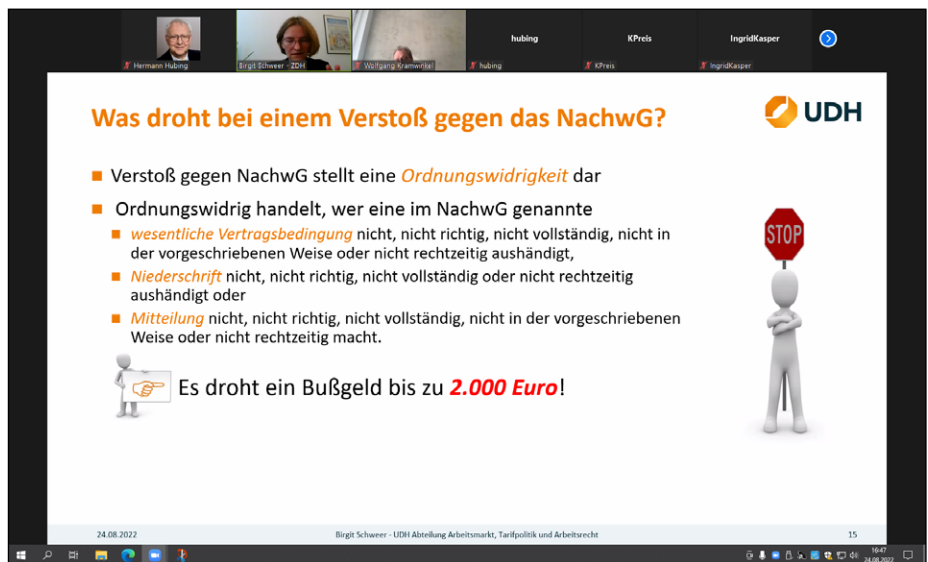 hubing
KPreis
IngridKasper
Hermann Hubing
Birgit Schweer - ZDH
Wolfgang Kramwinkel
hubing
KPreis
IngridKasper
Was droht bei einem Verstoß gegen das NachwG?
UDH
Verstoß gegen NachwG stellt eine Ordnungswidrigkeit dar
Ordnungswidrig handelt, wer eine im NachwG genannte
wesentliche Vertragsbedingung nicht, nicht richtig, nicht vollständig, nicht in
der vorgeschriebenen Weise oder nicht rechtzeitig aushändigt,
Niederschrift nicht, nicht richtig, nicht vollständig oder nicht rechtzeitig
aushändigt oder
Mitteilung nicht, nicht richtig, nicht vollständig, nicht in der vorgeschriebenen
Weise oder nicht rechtzeitig macht.
STOP
Es droht ein Bußgeld bis zu 2.000 Euro!
24.08.2022
Birgit Schweer - UDH Abteilung Arbeitsmarkt, Tarifpolitik und Arbeitsrecht
15
16:47
24.08.2022